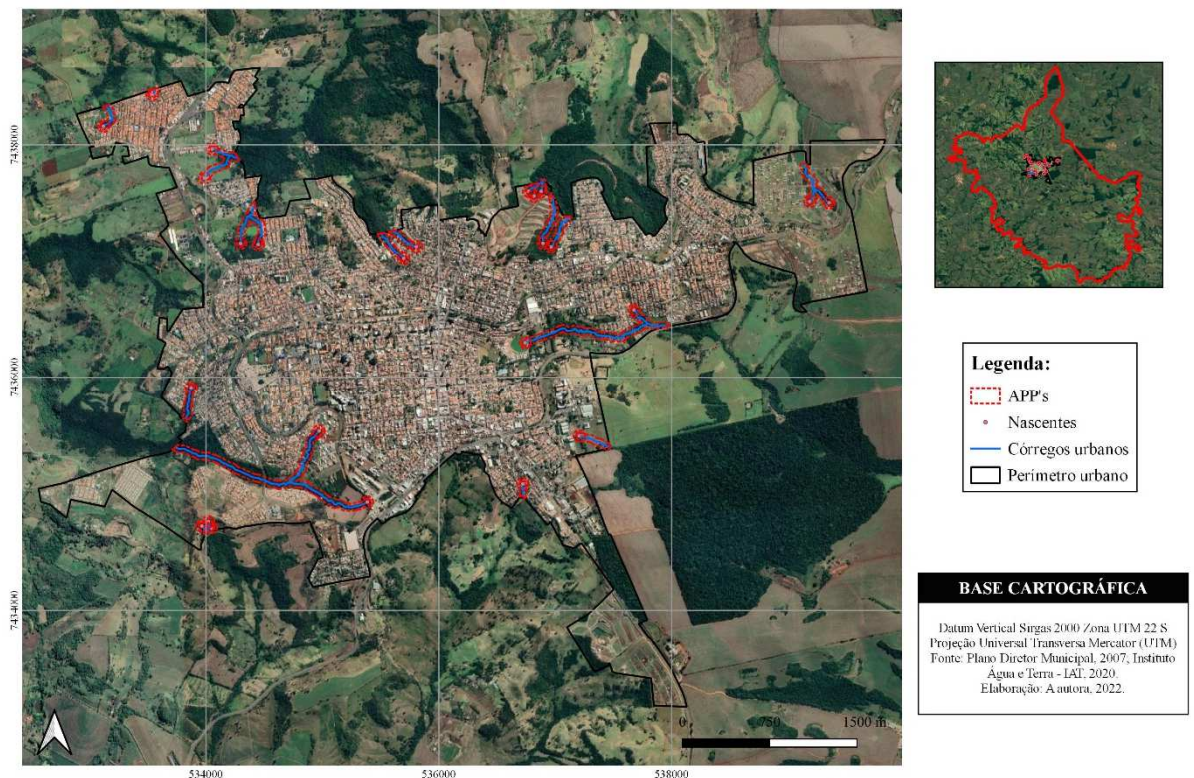 7438000
7436000
7434000
534000
536000
538000
0 750 1500 m
Legenda:
APP's
Nascentes
Córregos urbanos
Perímetro urbano
BASE CARTOGRÁFICA
Datum Vertical Sirgas 2000 Zona UTM 22 S
Projeção Universal Transversa Mercator (UTM)
Fonte: Plano Diretor Municipal, 2007; Instituto
Água e Terra - IAT, 2020.
Elaboração: A autora, 2022.